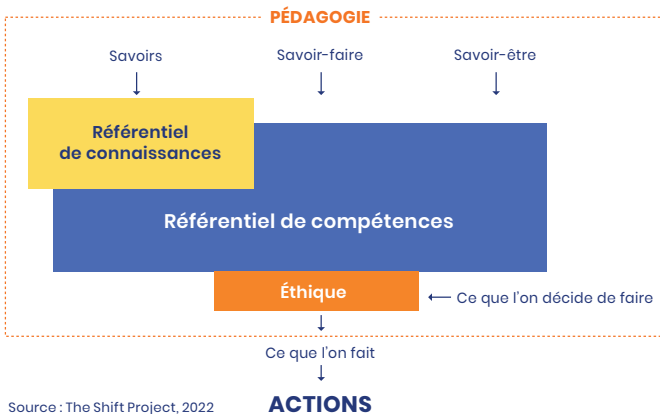 PÉDAGOGIE
Savoirs
Savoir-faire
Savoir-être
Référentiel
de connaissances
Référentiel de compétences
Éthique
Ce que l'on décide de faire
Ce que l'on fait
ACTIONS
Source : The Shift Project, 2022